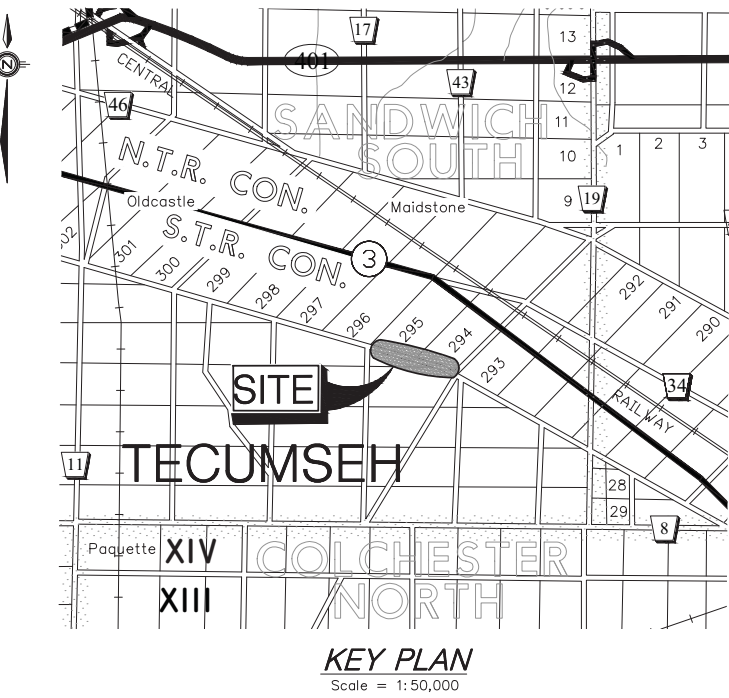 17
13
401
CENTRAL
43
12
46
SANDWICH
11
SOUTH
10
1
2
3
N.T.R. CON.
Oldcastle
Maidstone
9
19
S.T.R. CON.
301
300
299
298
297
296
295
294
293
3
292
291
290
SITE
34
RAILWAY
TECUMSEH
11
28
29
8
Paquette
XIV
COLCHESTER
XIII
NORTH
N
KEY PLAN
Scale = 1:50,000